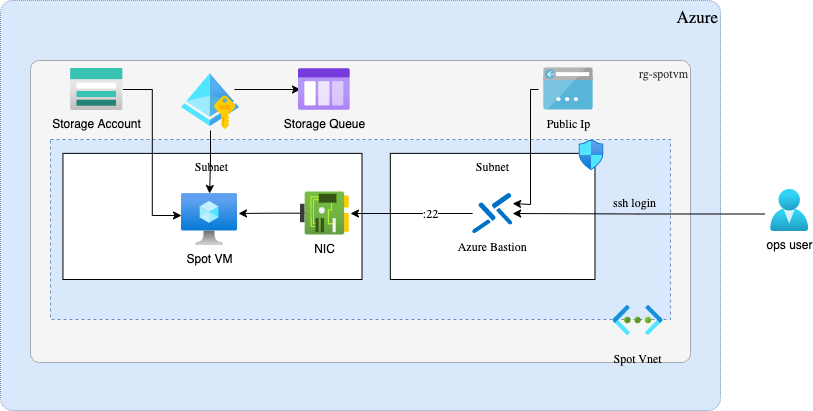 Azure
rg-spotvm
Storage Account
Storage Queue
Public Ip
Subnet
Subnet
ssh login
:22
ops user
NIC
Azure Bastion
Spot VM
Spot Vnet